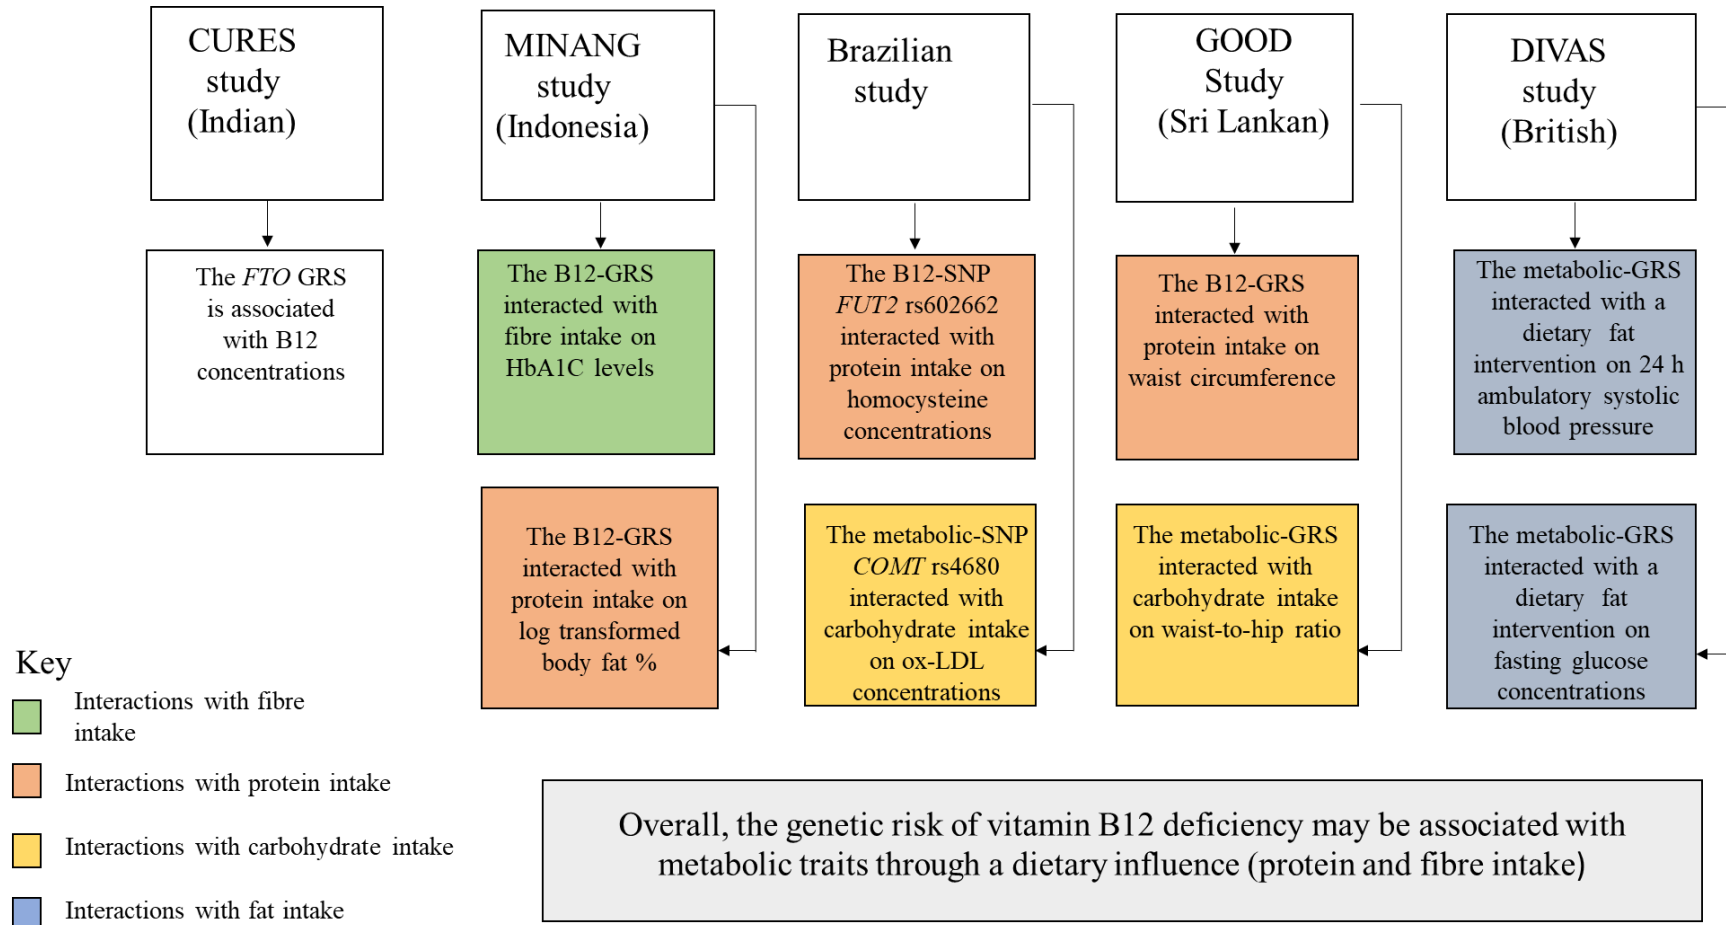 CURES
study
(Indian)
MINANG
study
(Indonesia)
Brazilian
study
GOOD
Study
(Sri Lankan)
DIVAS
study
(British)
The FTO GRS
is associated
with B12
concentrations
The B12-GRS
interacted with
fibre intake on
HbA1C levels
The B12-SNP
FUT2 rs602662
interacted with
protein intake on
homocysteine
concentrations
The B12-GRS
interacted with
protein intake on
waist circumference
The metabolic-GRS
interacted with a
dietary fat
intervention on 24 h
ambulatory systolic
blood pressure
The B12-GRS
interacted with
protein intake on
log transformed
body fat %
The metabolic-SNP
COMT rs4680
interacted with
carbohydrate intake
on ox-LDL
concentrations
The metabolic-GRS
interacted with
carbohydrate intake
on waist-to-hip ratio
The metabolic-GRS
interacted with a
dietary fat
intervention on
fasting glucose
concentrations
Key
Interactions with fibre
intake
Interactions with protein intake
Interactions with carbohydrate intake
Interactions with fat intake
Overall, the genetic risk of vitamin B12 deficiency may be associated with
metabolic traits through a dietary influence (protein and fibre intake)